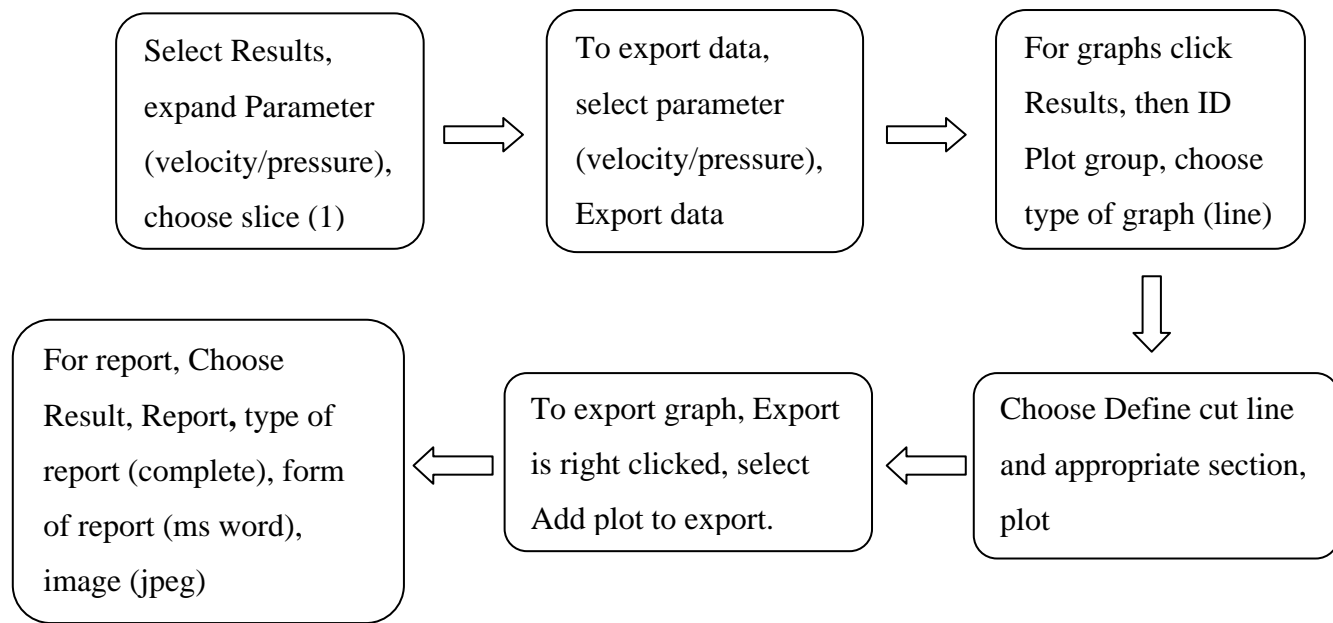 Select Results,
expand Parameter
(velocity/pressure),
choose slice (1)
To export data,
select parameter
(velocity/pressure),
Export data
For graphs click
Results, then ID
Plot group, choose
type of graph (line)
Choose Define cut line
and appropriate section,
plot
To export graph, Export
is right clicked, select
Add plot to export.
For report, Choose
Result, Report, type of
report (complete), form
of report (ms word),
image (jpeg)